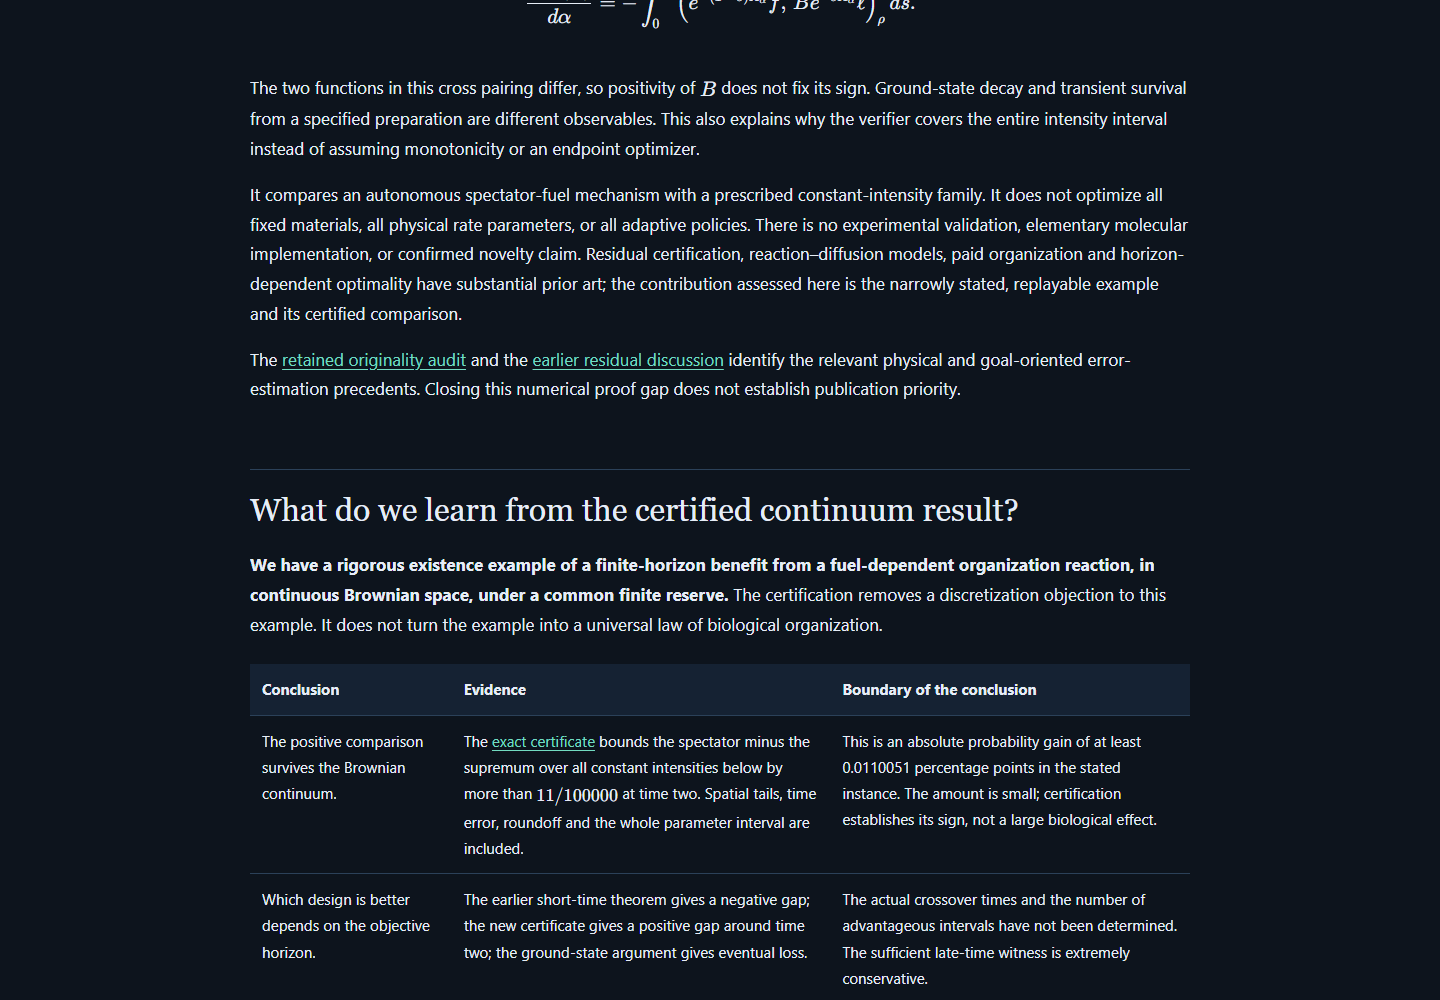 dα = −∫0 (e f, Be ℓ)ρ ds.
The two functions in this cross pairing differ, so positivity of B does not fix its sign. Ground-state decay and transient survival
from a specified preparation are different observables. This also explains why the verifier covers the entire intensity interval
instead of assuming monotonicity or an endpoint optimizer.
It compares an autonomous spectator-fuel mechanism with a prescribed constant-intensity family. It does not optimize all
fixed materials, all physical rate parameters, or all adaptive policies. There is no experimental validation, elementary molecular
implementation, or confirmed novelty claim. Residual certification, reaction–diffusion models, paid organization and horizon-
dependent optimality have substantial prior art; the contribution assessed here is the narrowly stated, replayable example
and its certified comparison.
The retained originality audit and the earlier residual discussion identify the relevant physical and goal-oriented error-
estimation precedents. Closing this numerical proof gap does not establish publication priority.
What do we learn from the certified continuum result?
We have a rigorous existence example of a finite-horizon benefit from a fuel-dependent organization reaction, in
continuous Brownian space, under a common finite reserve. The certification removes a discretization objection to this
example. It does not turn the example into a universal law of biological organization.
Conclusion
Evidence
Boundary of the conclusion
The positive comparison
survives the Brownian
continuum.
The exact certificate bounds the spectator minus the
supremum over all constant intensities below by
more than 11/100000 at time two. Spatial tails, time
error, roundoff and the whole parameter interval are
included.
This is an absolute probability gain of at least
0.0110051 percentage points in the stated
instance. The amount is small; certification
establishes its sign, not a large biological effect.
Which design is better
depends on the objective
horizon.
The earlier short-time theorem gives a negative gap;
the new certificate gives a positive gap around time
two; the ground-state argument gives eventual loss.
The actual crossover times and the number of
advantageous intervals have not been determined.
The sufficient late-time witness is extremely
conservative.